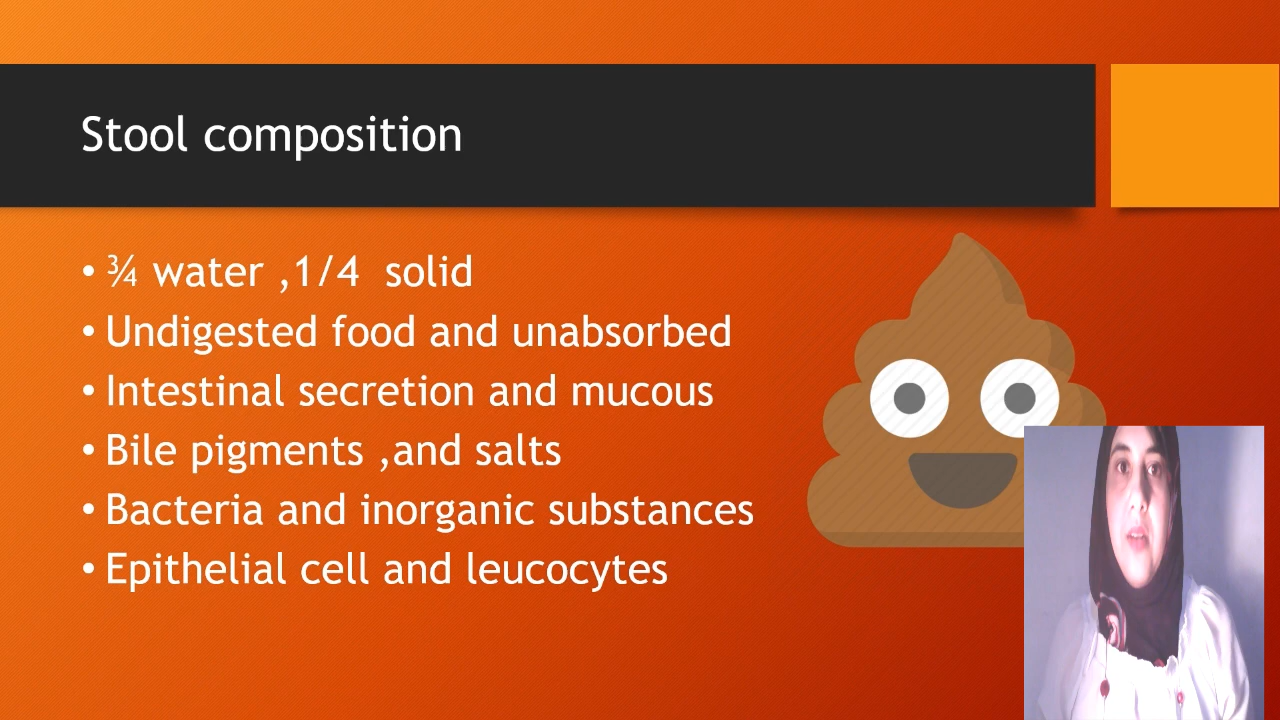 Stool composition
• ¾ water ,1/4  solid
• Undigested food and unabsorbed
• Intestinal secretion and mucous
• Bile pigments ,and salts
• Bacteria and inorganic substances
• Epithelial cell and leucocytes